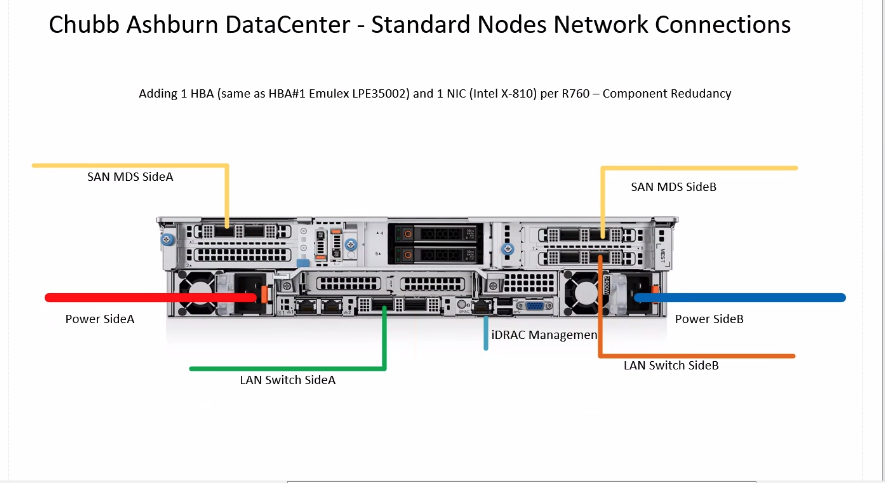 Chubb Ashburn DataCenter - Standard Nodes Network Connections
Adding 1 HBA (same as HBA#1 Emulex LPE35002) and 1 NIC (Intel X-810) per R760 – Component Redudancy
SAN MDS SideA
SAN MDS SideB
Power SideA
Power SideB
iDRAC Managemen
LAN Switch SideA
LAN Switch SideB